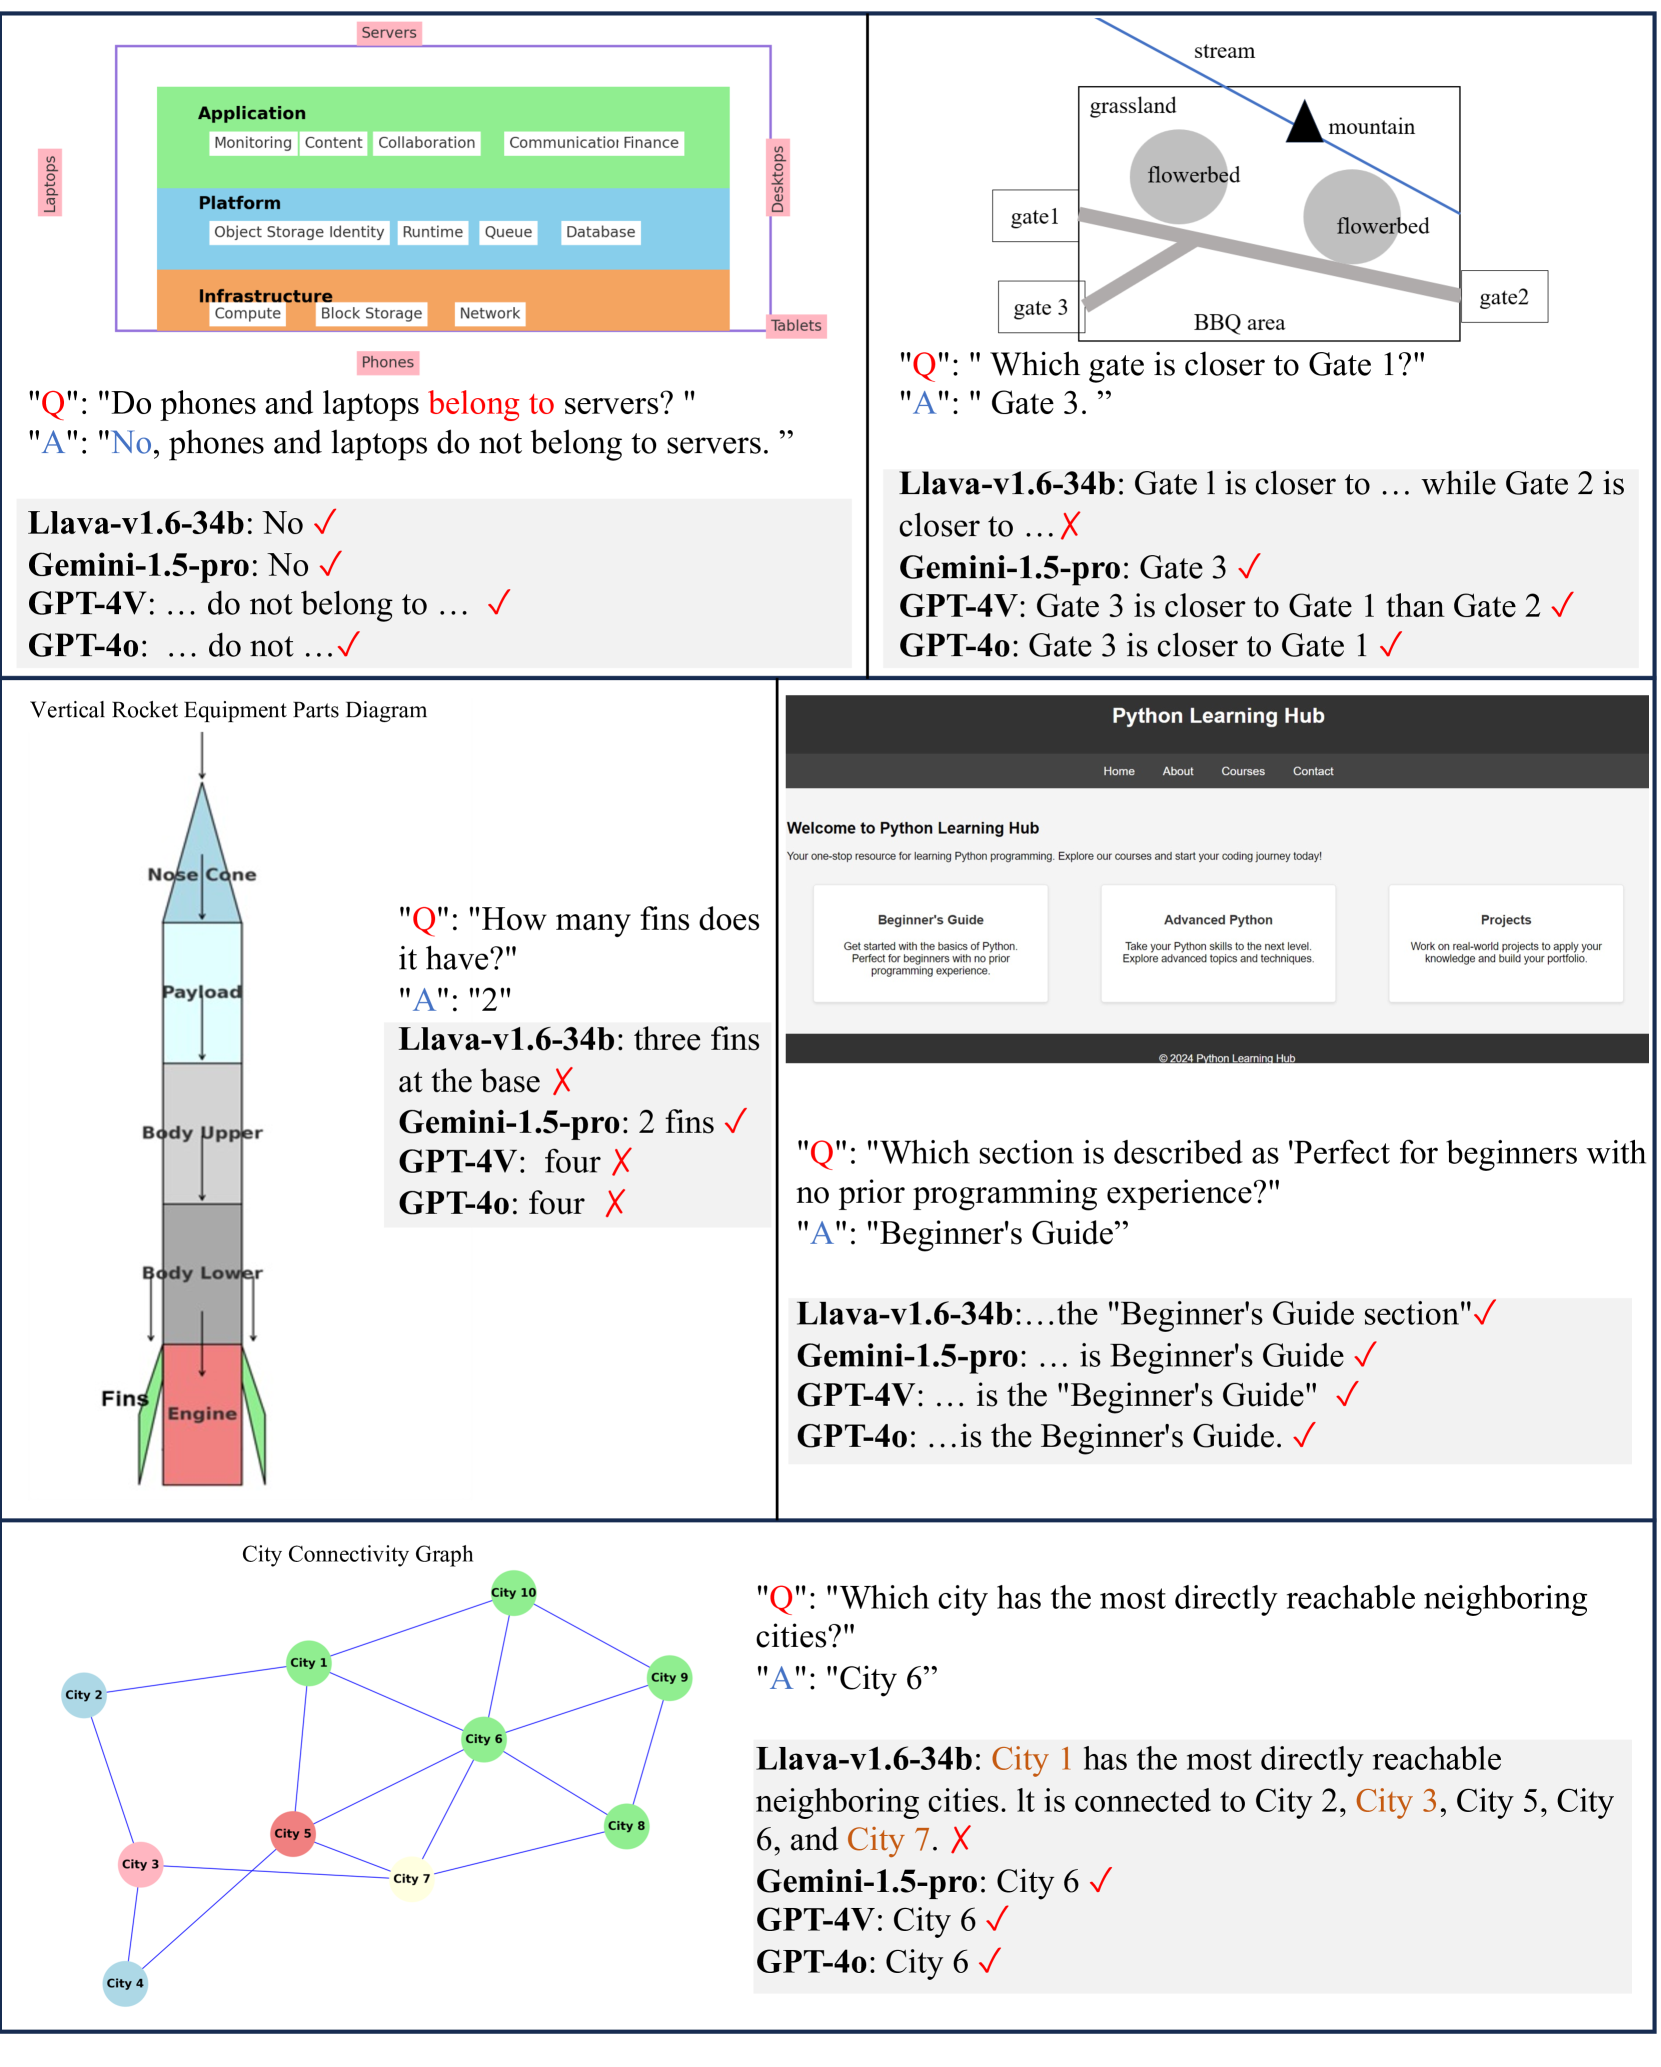 Servers
Application
Monitoring Content Collaboration Communicatior Finance
Laptops
Desktops
Platform
Object Storage Identity Runtime Queue Database
Infrastructure
Compute Block Storage Network
Tablets
Phones
"Q": "Do phones and laptops belong to servers? "
"A": "No, phones and laptops do not belong to servers. ”
Llava-v1.6-34b: No ✓
Gemini-1.5-pro: No ✓
GPT-4V: … do not belong to … ✓
GPT-4o: … do not …✓
stream
grassland
mountain
flowerbed
flowerbed
gate1
gate2
gate 3
BBQ area
"Q": " Which gate is closer to Gate 1?"
"A": " Gate 3. ”
Llava-v1.6-34b: Gate l is closer to … while Gate 2 is
closer to …✗
Gemini-1.5-pro: Gate 3 ✓
GPT-4V: Gate 3 is closer to Gate 1 than Gate 2 ✓
GPT-4o: Gate 3 is closer to Gate 1 ✓
Vertical Rocket Equipment Parts Diagram
Nose Cone
Payload
Body Upper
Body Lower
Fins
Engine
"Q": "How many fins does
it have?"
"A": "2"
Llava-v1.6-34b: three fins
at the base ✗
Gemini-1.5-pro: 2 fins ✓
GPT-4V: four ✗
GPT-4o: four ✗
Python Learning Hub
Home About Courses Contact
Welcome to Python Learning Hub
Your one-stop resource for learning Python programming. Explore our courses and start your coding journey today!
Beginner's Guide
Get started with the basics of Python.
Perfect for beginners with no prior
programming experience.
Advanced Python
Take your Python skills to the next level.
Explore advanced topics and techniques.
Projects
Work on real-world projects to apply your
knowledge and build your portfolio.
© 2024 Python Learning Hub
"Q": "Which section is described as 'Perfect for beginners with
no prior programming experience?"
"A": "Beginner's Guide”
Llava-v1.6-34b:…the "Beginner's Guide section"✓
Gemini-1.5-pro: … is Beginner's Guide ✓
GPT-4V: … is the "Beginner's Guide" ✓
GPT-4o: …is the Beginner's Guide. ✓
City Connectivity Graph
City 10
City 1
City 9
City 2
City 6
City 8
City 5
City 3
City 7
City 4
"Q": "Which city has the most directly reachable neighboring
cities?"
"A": "City 6”
Llava-v1.6-34b: City 1 has the most directly reachable
neighboring cities. lt is connected to City 2, City 3, City 5, City
6, and City 7. ✗
Gemini-1.5-pro: City 6 ✓
GPT-4V: City 6 ✓
GPT-4o: City 6 ✓